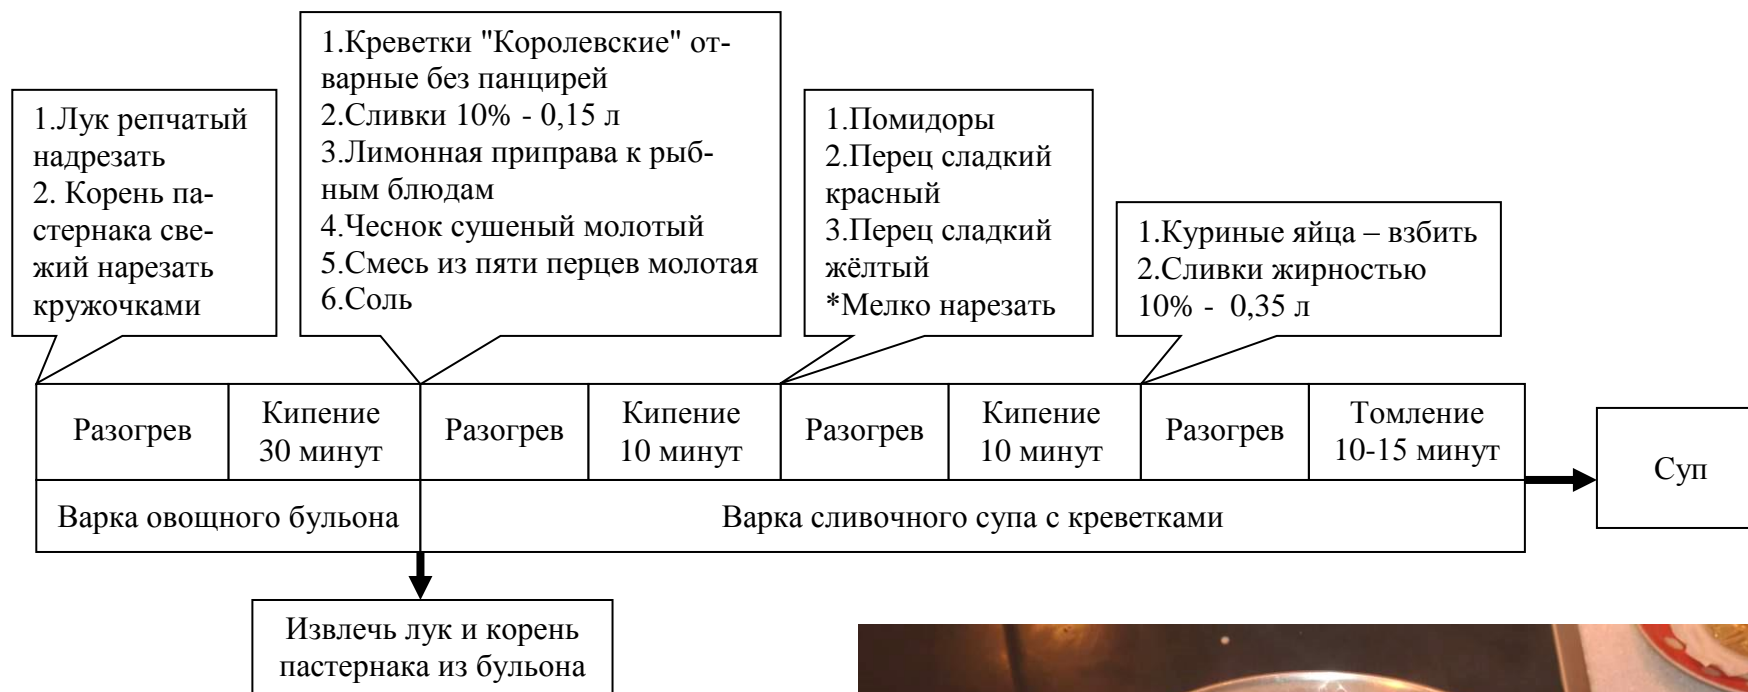 1.Лук репчатый
надрезать
2. Корень па-
стернака све-
жий нарезать
кружочками
1.Креветки "Королевские" от-
варные без панцирей
2.Сливки 10% - 0,15 л
3.Лимонная приправа к рыб-
ным блюдам
4.Чеснок сушеный молотый
5.Смесь из пяти перцев молотая
6.Соль
1.Помидоры
2.Перец сладкий
красный
3.Перец сладкий
жёлтый
*Мелко нарезать
1.Куриные яйца – взбить
2.Сливки жирностью
10% - 0,35 л
Разогрев
Кипение
30 минут
Разогрев
Кипение
10 минут
Разогрев
Кипение
10 минут
Разогрев
Томление
10-15 минут
Суп
Варка овощного бульона
Варка сливочного супа с креветками
Извлечь лук и корень
пастернака из бульона